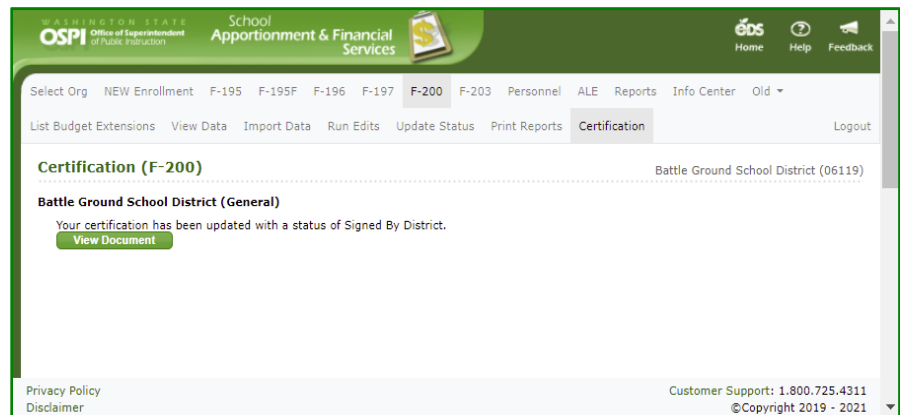 WASHINGTON STATE
OSPI Office of Superintendent of Public Instruction
School
Apportionment & Financial
Services
eds
Home Help Feedback
Select Org NEW Enrollment F-195 F-195F F-196 F-197 F-200 F-203 Personnel ALE Reports Info Center Old
List Budget Extensions View Data Import Data Run Edits Update Status Print Reports Certification Logout
Certification (F-200) Battle Ground School District (06119)
Battle Ground School District (General)
Your certification has been updated with a status of Signed By District.
View Document
Privacy Policy Customer Support: 1.800.725.4311
Disclaimer ©Copyright 2019 - 2021